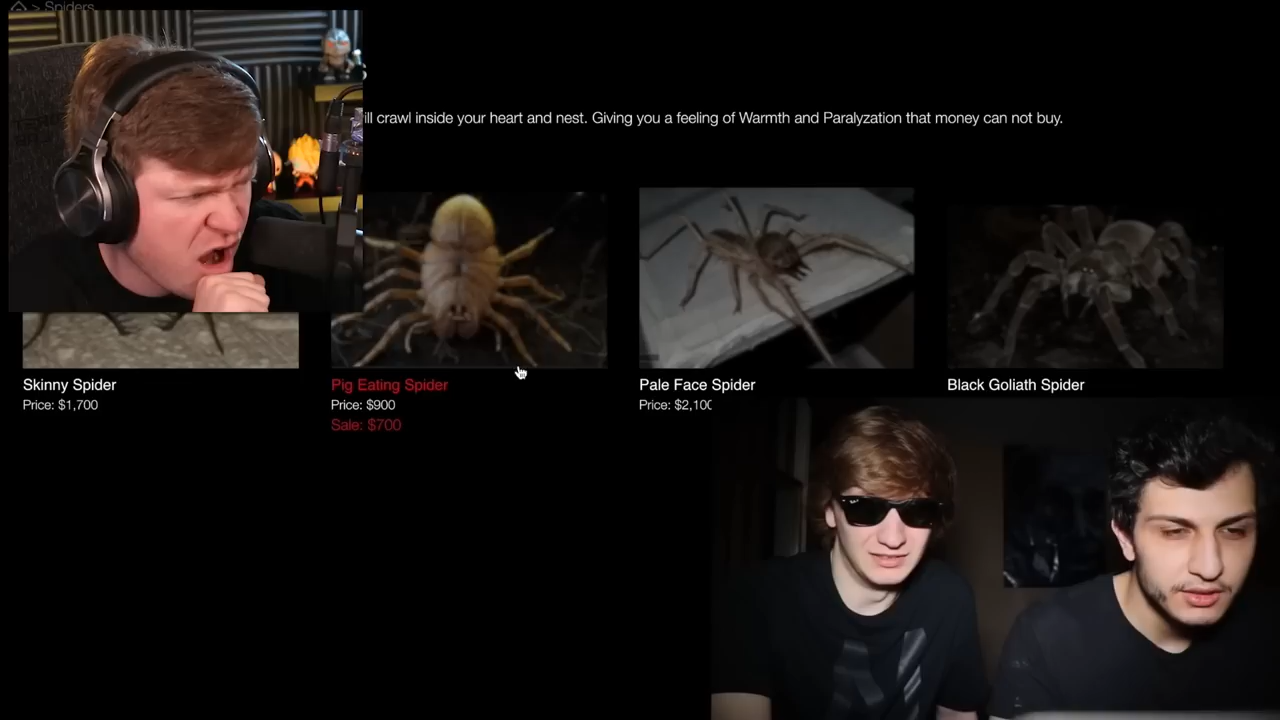 > Spiders
ill crawl inside your heart and nest. Giving you a feeling of Warmth and Paralyzation that money can not buy.
Skinny Spider
Price: $1,700
Pig Eating Spider
Price: $900
Sale: $700
Pale Face Spider
Price: $2,100
Black Goliath Spider